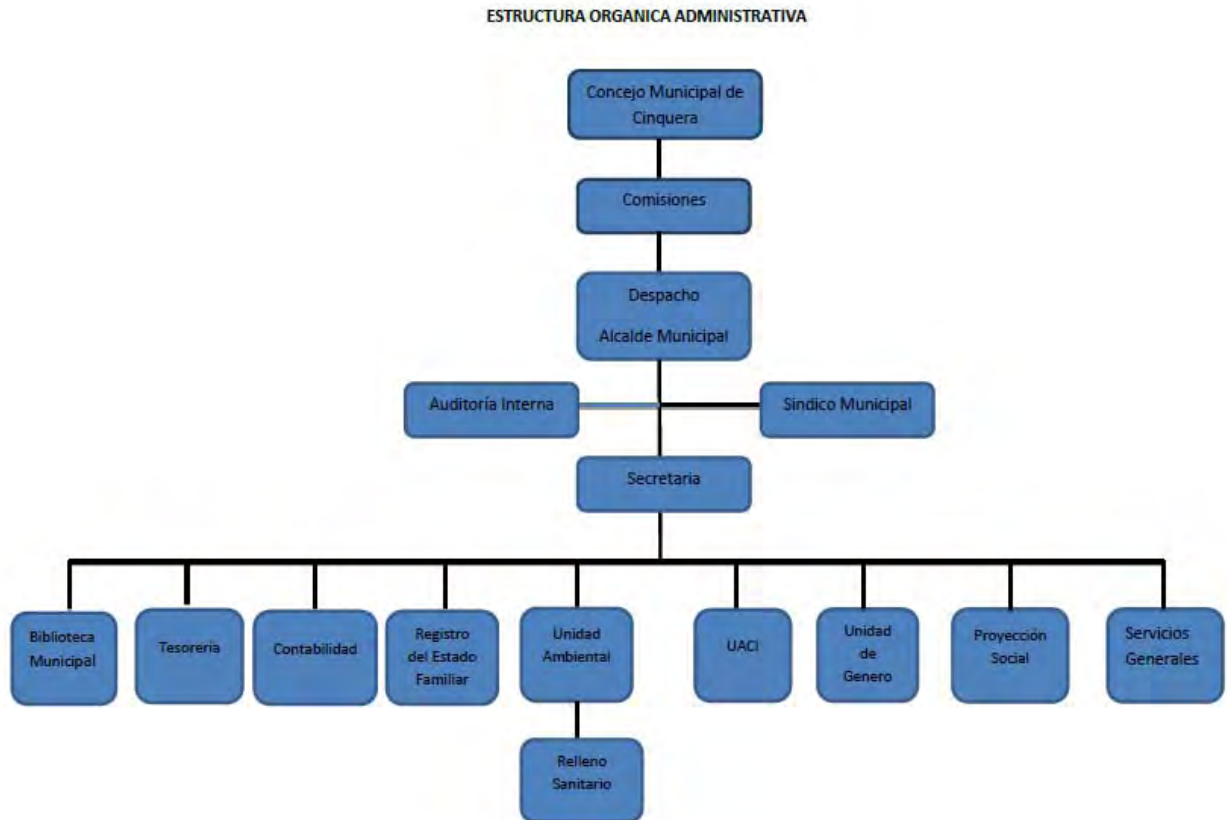 ESTRUCTURA ORGANICA ADMINISTRATIVA
Concejo Municipal de
Cinquera
Comisiones
Despacho
Alcalde Municipal
Auditoría Interna
Sindico Municipal
Secretaria
Biblioteca
Municipal
Tesorería
Contabilidad
Registro
del Estado
Familiar
Unidad
Ambiental
UACI
Unidad
de
Genero
Proyección
Social
Servicios
Generales
Relleno
Sanitario